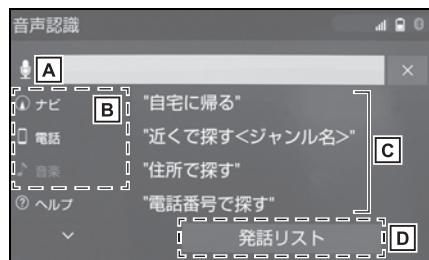 音声認識
A
×
ナビ
B
"自宅に帰る"
電話
"近くで探す<ジャンル名>"
C
音楽
"住所で探す"
? ヘルプ
"電話番号で探す"
発話リスト
D